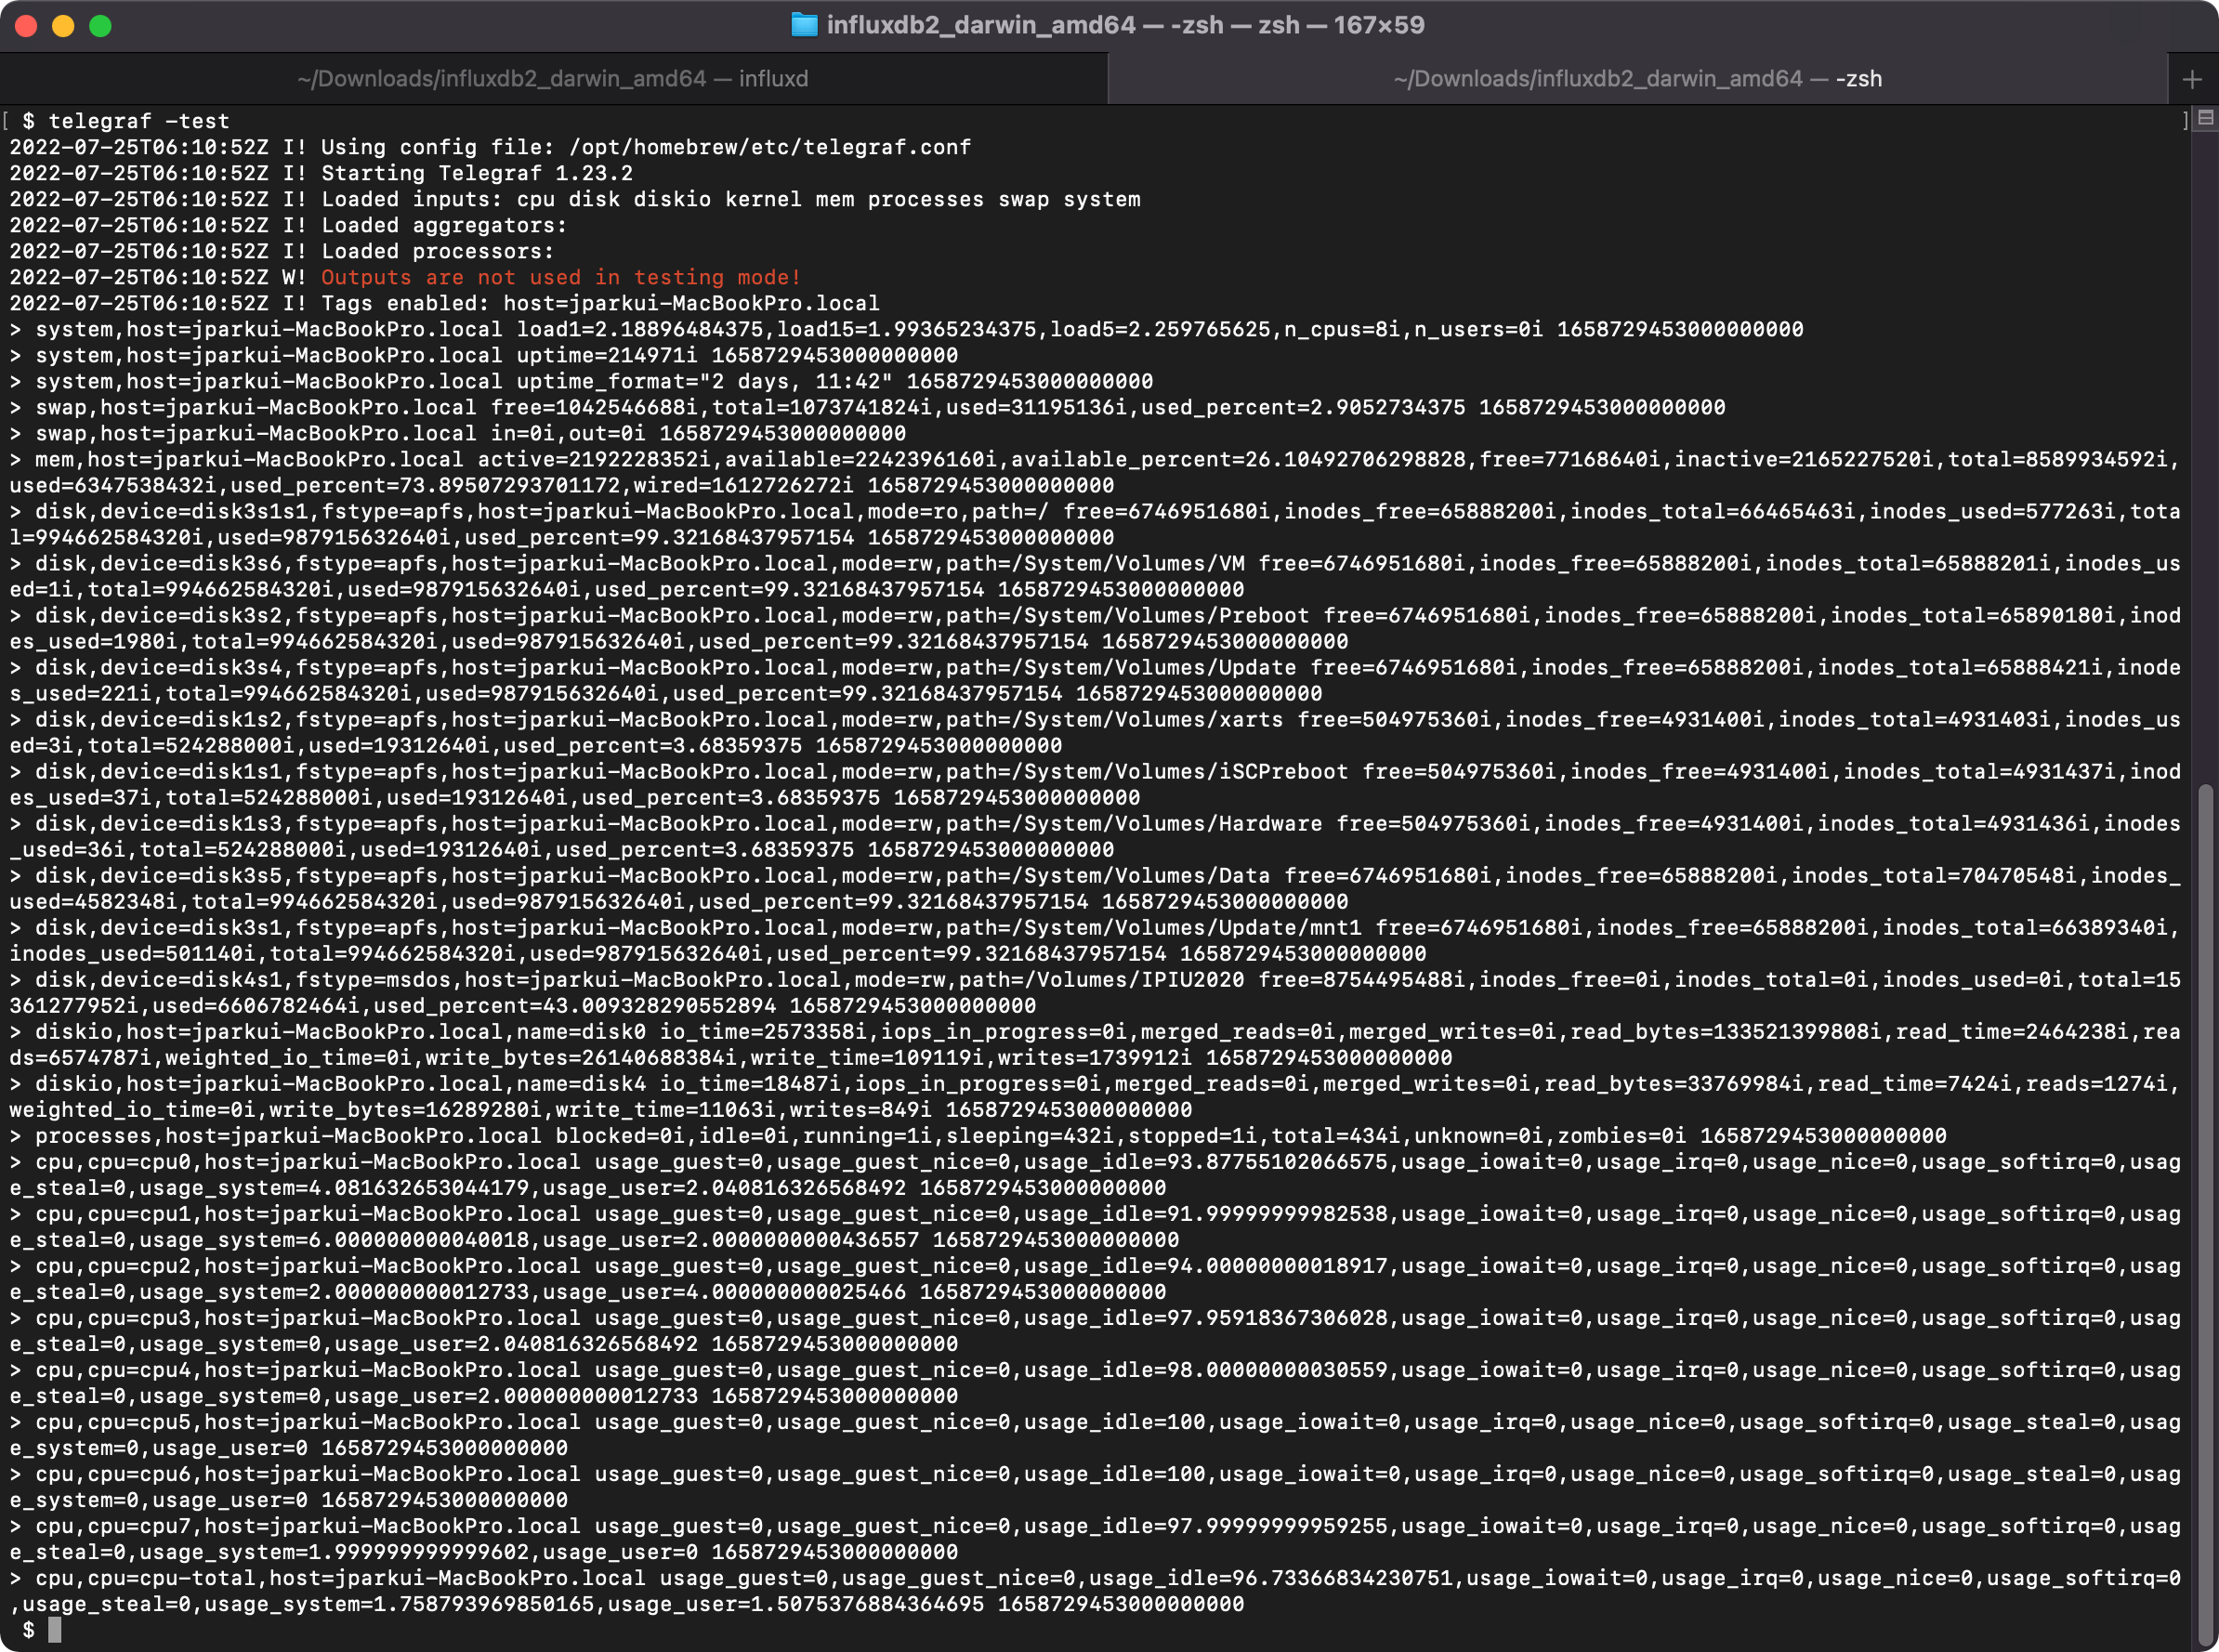 influxdb2_darwin_amd64 — -zsh — zsh — 167×59
~/Downloads/influxdb2_darwin_amd64 — influxd
~/Downloads/influxdb2_darwin_amd64 — -zsh
[ $ telegraf -test ]
2022-07-25T06:10:52Z I! Using config file: /opt/homebrew/etc/telegraf.conf
2022-07-25T06:10:52Z I! Starting Telegraf 1.23.2
2022-07-25T06:10:52Z I! Loaded inputs: cpu disk diskio kernel mem processes swap system
2022-07-25T06:10:52Z I! Loaded aggregators:
2022-07-25T06:10:52Z I! Loaded processors:
2022-07-25T06:10:52Z W! Outputs are not used in testing mode!
2022-07-25T06:10:52Z I! Tags enabled: host=jparkui-MacBookPro.local
> system,host=jparkui-MacBookPro.local load1=2.18896484375,load15=1.99365234375,load5=2.259765625,n_cpus=8i,n_users=0i 1658729453000000000
> system,host=jparkui-MacBookPro.local uptime=214971i 1658729453000000000
> system,host=jparkui-MacBookPro.local uptime_format="2 days, 11:42" 1658729453000000000
> swap,host=jparkui-MacBookPro.local free=1042546688i,total=1073741824i,used=31195136i,used_percent=2.9052734375 1658729453000000000
> swap,host=jparkui-MacBookPro.local in=0i,out=0i 1658729453000000000
> mem,host=jparkui-MacBookPro.local active=2192228352i,available=2242396160i,available_percent=26.10492706298828,free=77168640i,inactive=2165227520i,total=8589934592i,
used=6347538432i,used_percent=73.89507293701172,wired=1612726272i 1658729453000000000
> disk,device=disk3s1s1,fstype=apfs,host=jparkui-MacBookPro.local,mode=ro,path=/ free=6746951680i,inodes_free=65888200i,inodes_total=66465463i,inodes_used=577263i,tota
l=994662584320i,used=987915632640i,used_percent=99.32168437957154 1658729453000000000
> disk,device=disk3s6,fstype=apfs,host=jparkui-MacBookPro.local,mode=rw,path=/System/Volumes/VM free=6746951680i,inodes_free=65888200i,inodes_total=65888201i,inodes_us
ed=1i,total=994662584320i,used=987915632640i,used_percent=99.32168437957154 1658729453000000000
> disk,device=disk3s2,fstype=apfs,host=jparkui-MacBookPro.local,mode=rw,path=/System/Volumes/Preboot free=6746951680i,inodes_free=65888200i,inodes_total=65890180i,inod
es_used=1980i,total=994662584320i,used=987915632640i,used_percent=99.32168437957154 1658729453000000000
> disk,device=disk3s4,fstype=apfs,host=jparkui-MacBookPro.local,mode=rw,path=/System/Volumes/Update free=6746951680i,inodes_free=65888200i,inodes_total=65888421i,inode
s_used=221i,total=994662584320i,used=987915632640i,used_percent=99.32168437957154 1658729453000000000
> disk,device=disk1s2,fstype=apfs,host=jparkui-MacBookPro.local,mode=rw,path=/System/Volumes/xarts free=504975360i,inodes_free=4931400i,inodes_total=4931403i,inodes_us
ed=3i,total=524288000i,used=19312640i,used_percent=3.68359375 1658729453000000000
> disk,device=disk1s1,fstype=apfs,host=jparkui-MacBookPro.local,mode=rw,path=/System/Volumes/iSCPreboot free=504975360i,inodes_free=4931400i,inodes_total=4931437i,inod
es_used=37i,total=524288000i,used=19312640i,used_percent=3.68359375 1658729453000000000
> disk,device=disk1s3,fstype=apfs,host=jparkui-MacBookPro.local,mode=rw,path=/System/Volumes/Hardware free=504975360i,inodes_free=4931400i,inodes_total=4931436i,inodes
_used=36i,total=524288000i,used=19312640i,used_percent=3.68359375 1658729453000000000
> disk,device=disk3s5,fstype=apfs,host=jparkui-MacBookPro.local,mode=rw,path=/System/Volumes/Data free=6746951680i,inodes_free=65888200i,inodes_total=70470548i,inodes_
used=4582348i,total=994662584320i,used=987915632640i,used_percent=99.32168437957154 1658729453000000000
> disk,device=disk3s1,fstype=apfs,host=jparkui-MacBookPro.local,mode=rw,path=/System/Volumes/Update/mnt1 free=6746951680i,inodes_free=65888200i,inodes_total=66389340i,
inodes_used=501140i,total=994662584320i,used=987915632640i,used_percent=99.32168437957154 1658729453000000000
> disk,device=disk4s1,fstype=msdos,host=jparkui-MacBookPro.local,mode=rw,path=/Volumes/IPIU2020 free=8754495488i,inodes_free=0i,inodes_total=0i,inodes_used=0i,total=15
361277952i,used=6606782464i,used_percent=43.009328290552894 1658729453000000000
> diskio,host=jparkui-MacBookPro.local,name=disk0 io_time=2573358i,iops_in_progress=0i,merged_reads=0i,merged_writes=0i,read_bytes=133521399808i,read_time=2464238i,rea
ds=6574787i,weighted_io_time=0i,write_bytes=26140688384i,write_time=109119i,writes=1739912i 1658729453000000000
> diskio,host=jparkui-MacBookPro.local,name=disk4 io_time=18487i,iops_in_progress=0i,merged_reads=0i,merged_writes=0i,read_bytes=33769984i,read_time=7424i,reads=1274i,
weighted_io_time=0i,write_bytes=16289280i,write_time=11063i,writes=849i 1658729453000000000
> processes,host=jparkui-MacBookPro.local blocked=0i,idle=0i,running=1i,sleeping=432i,stopped=1i,total=434i,unknown=0i,zombies=0i 1658729453000000000
> cpu,cpu=cpu0,host=jparkui-MacBookPro.local usage_guest=0,usage_guest_nice=0,usage_idle=93.87755102066575,usage_iowait=0,usage_irq=0,usage_nice=0,usage_softirq=0,usag
e_steal=0,usage_system=4.081632653044179,usage_user=2.040816326568492 1658729453000000000
> cpu,cpu=cpu1,host=jparkui-MacBookPro.local usage_guest=0,usage_guest_nice=0,usage_idle=91.99999999982538,usage_iowait=0,usage_irq=0,usage_nice=0,usage_softirq=0,usag
e_steal=0,usage_system=6.000000000040018,usage_user=2.0000000000436557 1658729453000000000
> cpu,cpu=cpu2,host=jparkui-MacBookPro.local usage_guest=0,usage_guest_nice=0,usage_idle=94.00000000018917,usage_iowait=0,usage_irq=0,usage_nice=0,usage_softirq=0,usag
e_steal=0,usage_system=2.000000000012733,usage_user=4.000000000025466 1658729453000000000
> cpu,cpu=cpu3,host=jparkui-MacBookPro.local usage_guest=0,usage_guest_nice=0,usage_idle=97.95918367306028,usage_iowait=0,usage_irq=0,usage_nice=0,usage_softirq=0,usag
e_steal=0,usage_system=0,usage_user=2.040816326568492 1658729453000000000
> cpu,cpu=cpu4,host=jparkui-MacBookPro.local usage_guest=0,usage_guest_nice=0,usage_idle=98.00000000030559,usage_iowait=0,usage_irq=0,usage_nice=0,usage_softirq=0,usag
e_steal=0,usage_system=0,usage_user=2.000000000012733 1658729453000000000
> cpu,cpu=cpu5,host=jparkui-MacBookPro.local usage_guest=0,usage_guest_nice=0,usage_idle=100,usage_iowait=0,usage_irq=0,usage_nice=0,usage_softirq=0,usage_steal=0,usag
e_system=0,usage_user=0 1658729453000000000
> cpu,cpu=cpu6,host=jparkui-MacBookPro.local usage_guest=0,usage_guest_nice=0,usage_idle=100,usage_iowait=0,usage_irq=0,usage_nice=0,usage_softirq=0,usage_steal=0,usag
e_system=0,usage_user=0 1658729453000000000
> cpu,cpu=cpu7,host=jparkui-MacBookPro.local usage_guest=0,usage_guest_nice=0,usage_idle=97.99999999959255,usage_iowait=0,usage_irq=0,usage_nice=0,usage_softirq=0,usag
e_steal=0,usage_system=1.999999999999602,usage_user=0 1658729453000000000
> cpu,cpu=cpu-total,host=jparkui-MacBookPro.local usage_guest=0,usage_guest_nice=0,usage_idle=96.73366834230751,usage_iowait=0,usage_irq=0,usage_nice=0,usage_softirq=0
,usage_steal=0,usage_system=1.758793969850165,usage_user=1.5075376884364695 1658729453000000000
$